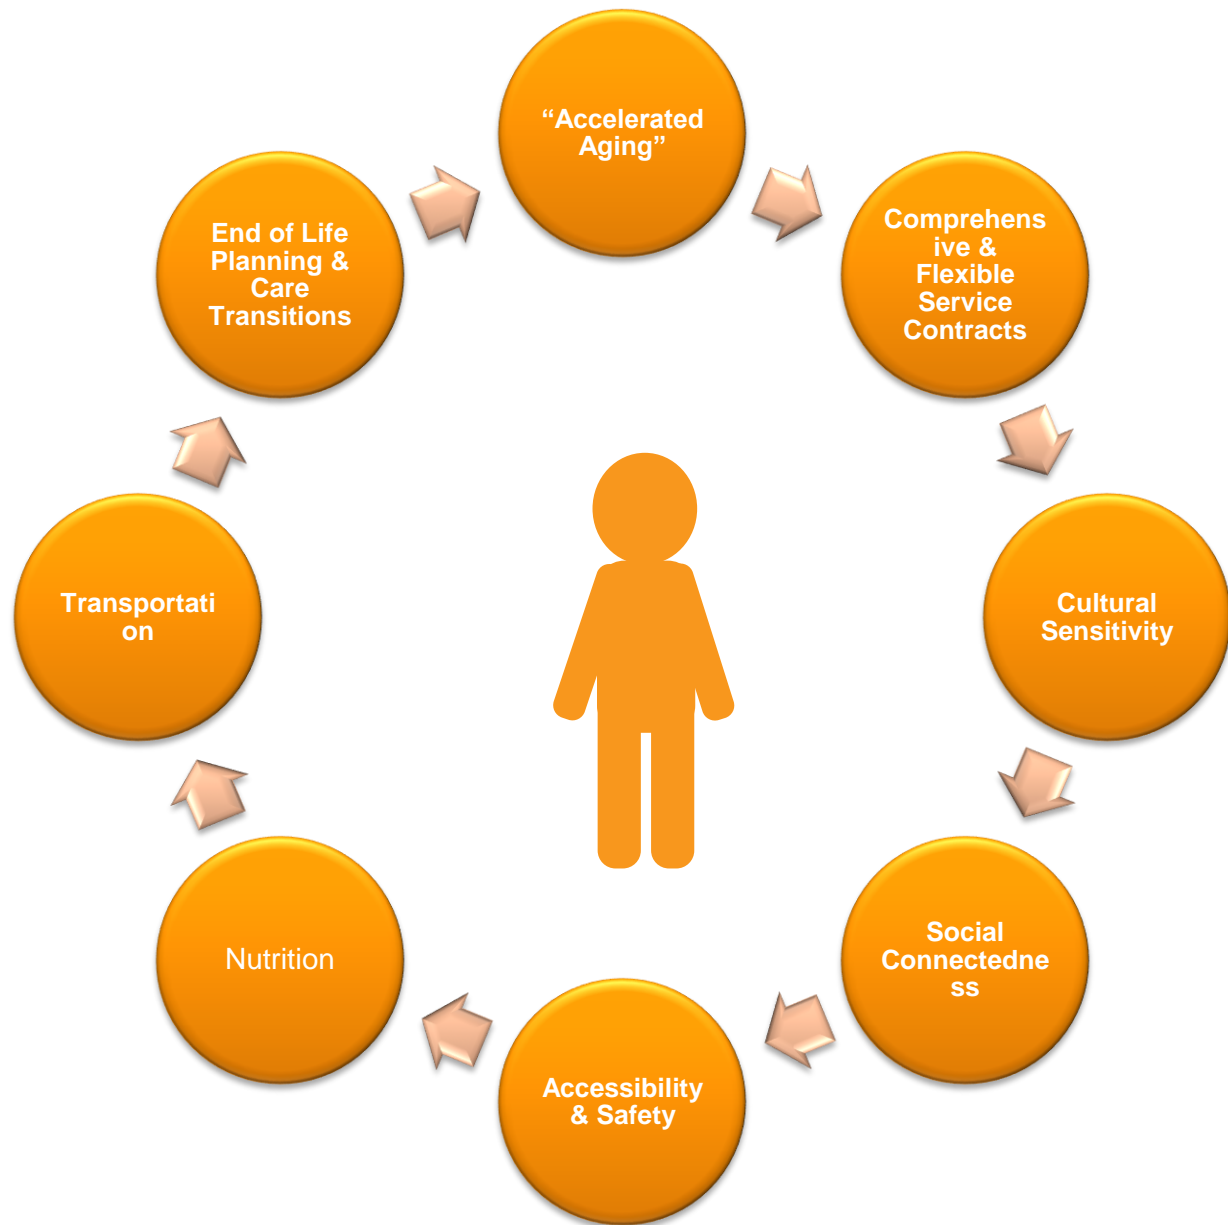 “Accelerated
Aging”
Comprehens
ive &
Flexible
Service
Contracts
Cultural
Sensitivity
Social
Connectedne
ss
Accessibility
& Safety
Nutrition
Transportati
on
End of Life
Planning &
Care
Transitions